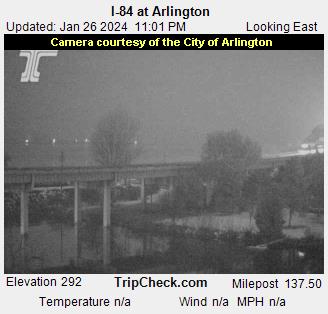 I-84 at Arlington
Updated: Jan 26 2024 11:01 PM Looking East
Camera courtesy of the City of Arlington
Elevation 292 TripCheck.com Milepost 137.50
Temperature n/a Wind n/a MPH n/a